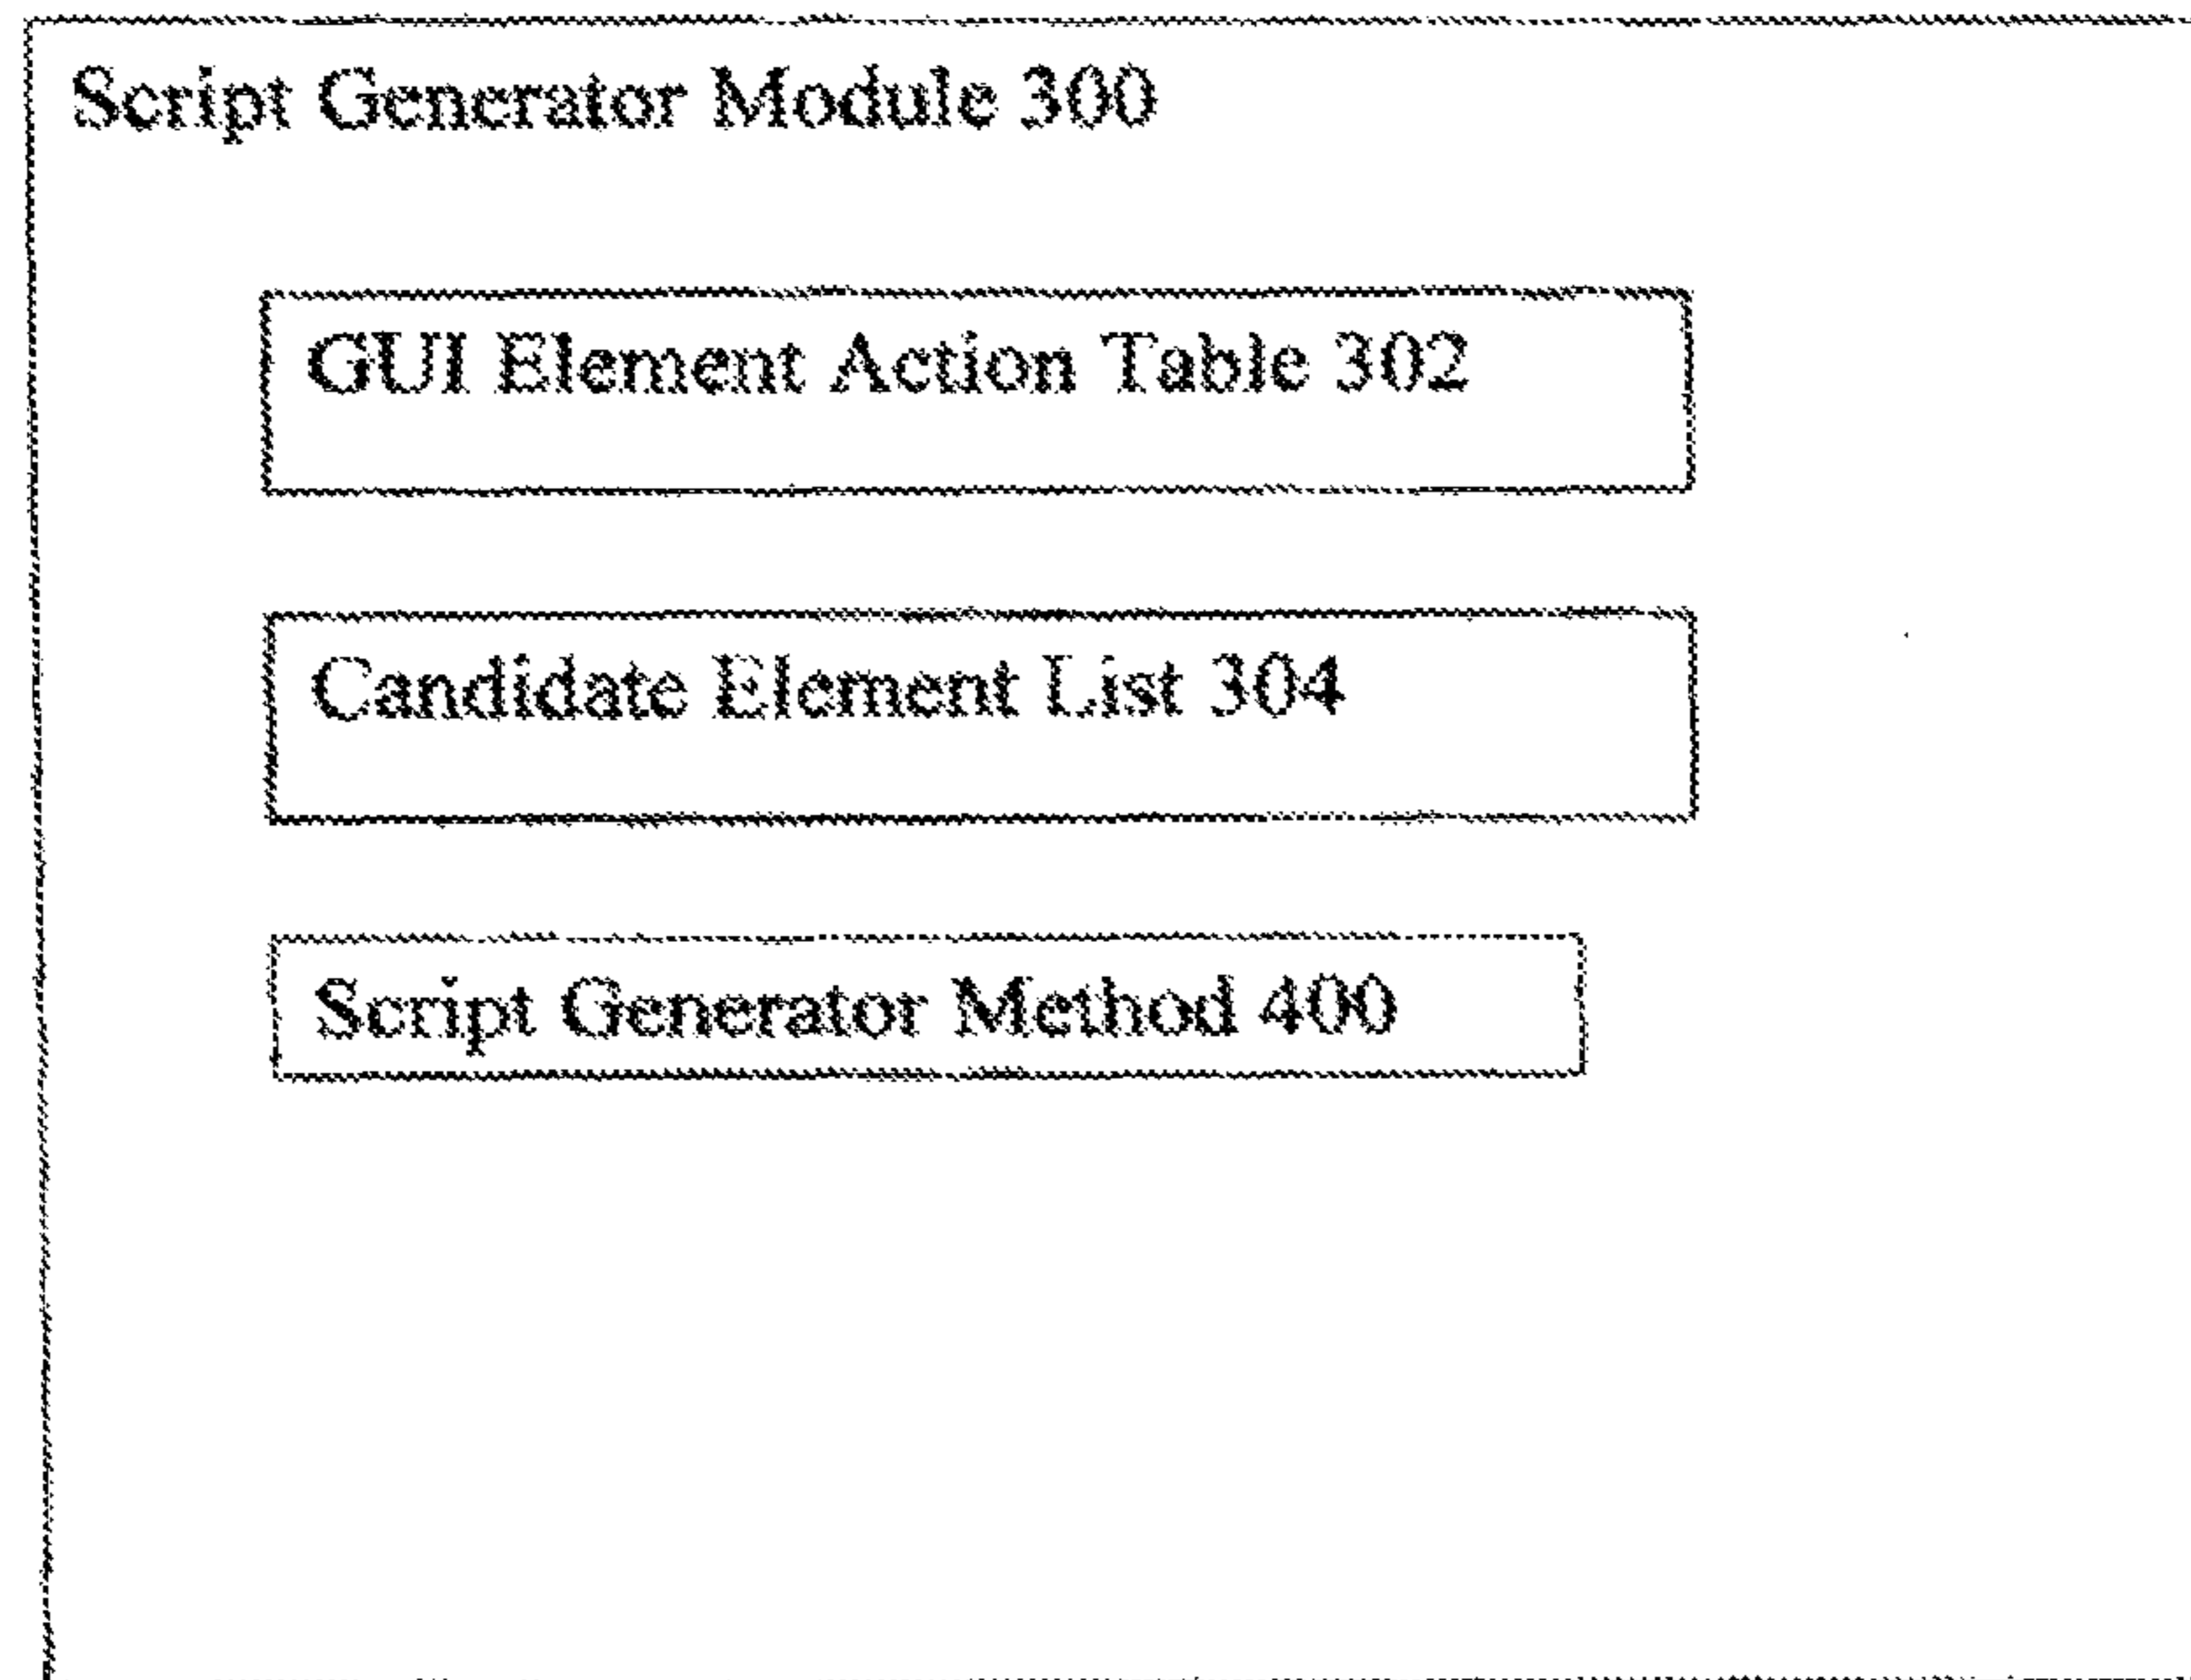 Script Generator Module 300
GUI Element Action Table 302
Candidate Element List 304
Script Generator Method 400